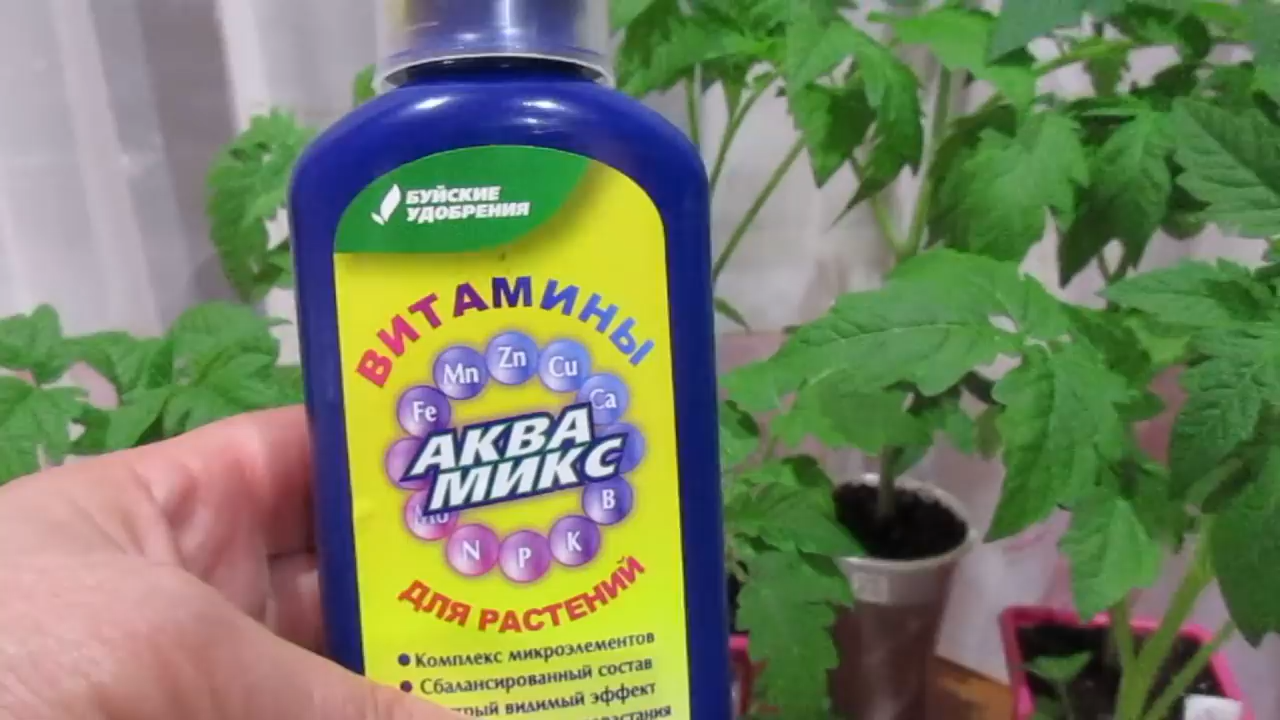 БУЙСКИЕ
УДОБРЕНИЯ
ВИТАМИНЫ
Mn Zn Cu
Fe Ca
АКВА
МИКС
B
N P K
ДЛЯ РАСТЕНИЙ
• Комплекс микроэлементов
• Сбалансированный состав
видимый эффект